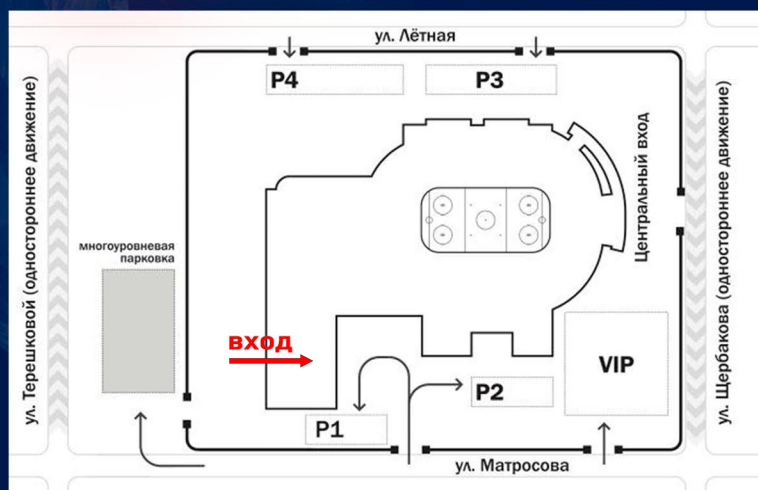 ул. Лётная
P4
P3
ул. Терешковой (одностороннее движение)
Центральный вход
ул. Щербакова (одностороннее движение)
многоуровневая
парковка
вход
VIP
P2
P1
ул. Матросова